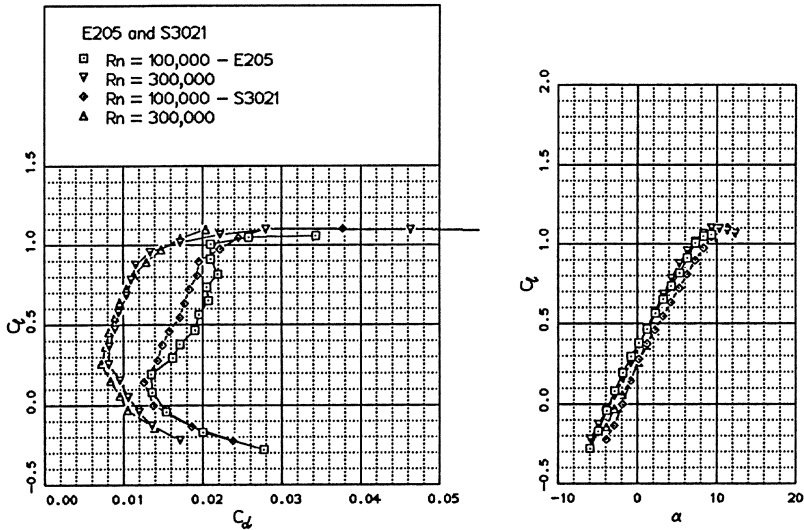 E205 and S3021
Rn = 100,000 - E205
Rn = 300,000
Rn = 100,000 - S3021
Rn = 300,000
1.5
1.0
0.5
0.0
-0.5
Cl
0.00
0.01
0.02
0.03
0.04
0.05
Cd
2.0
1.5
1.0
0.5
0.0
-0.5
Cl
-10
0
10
20
α